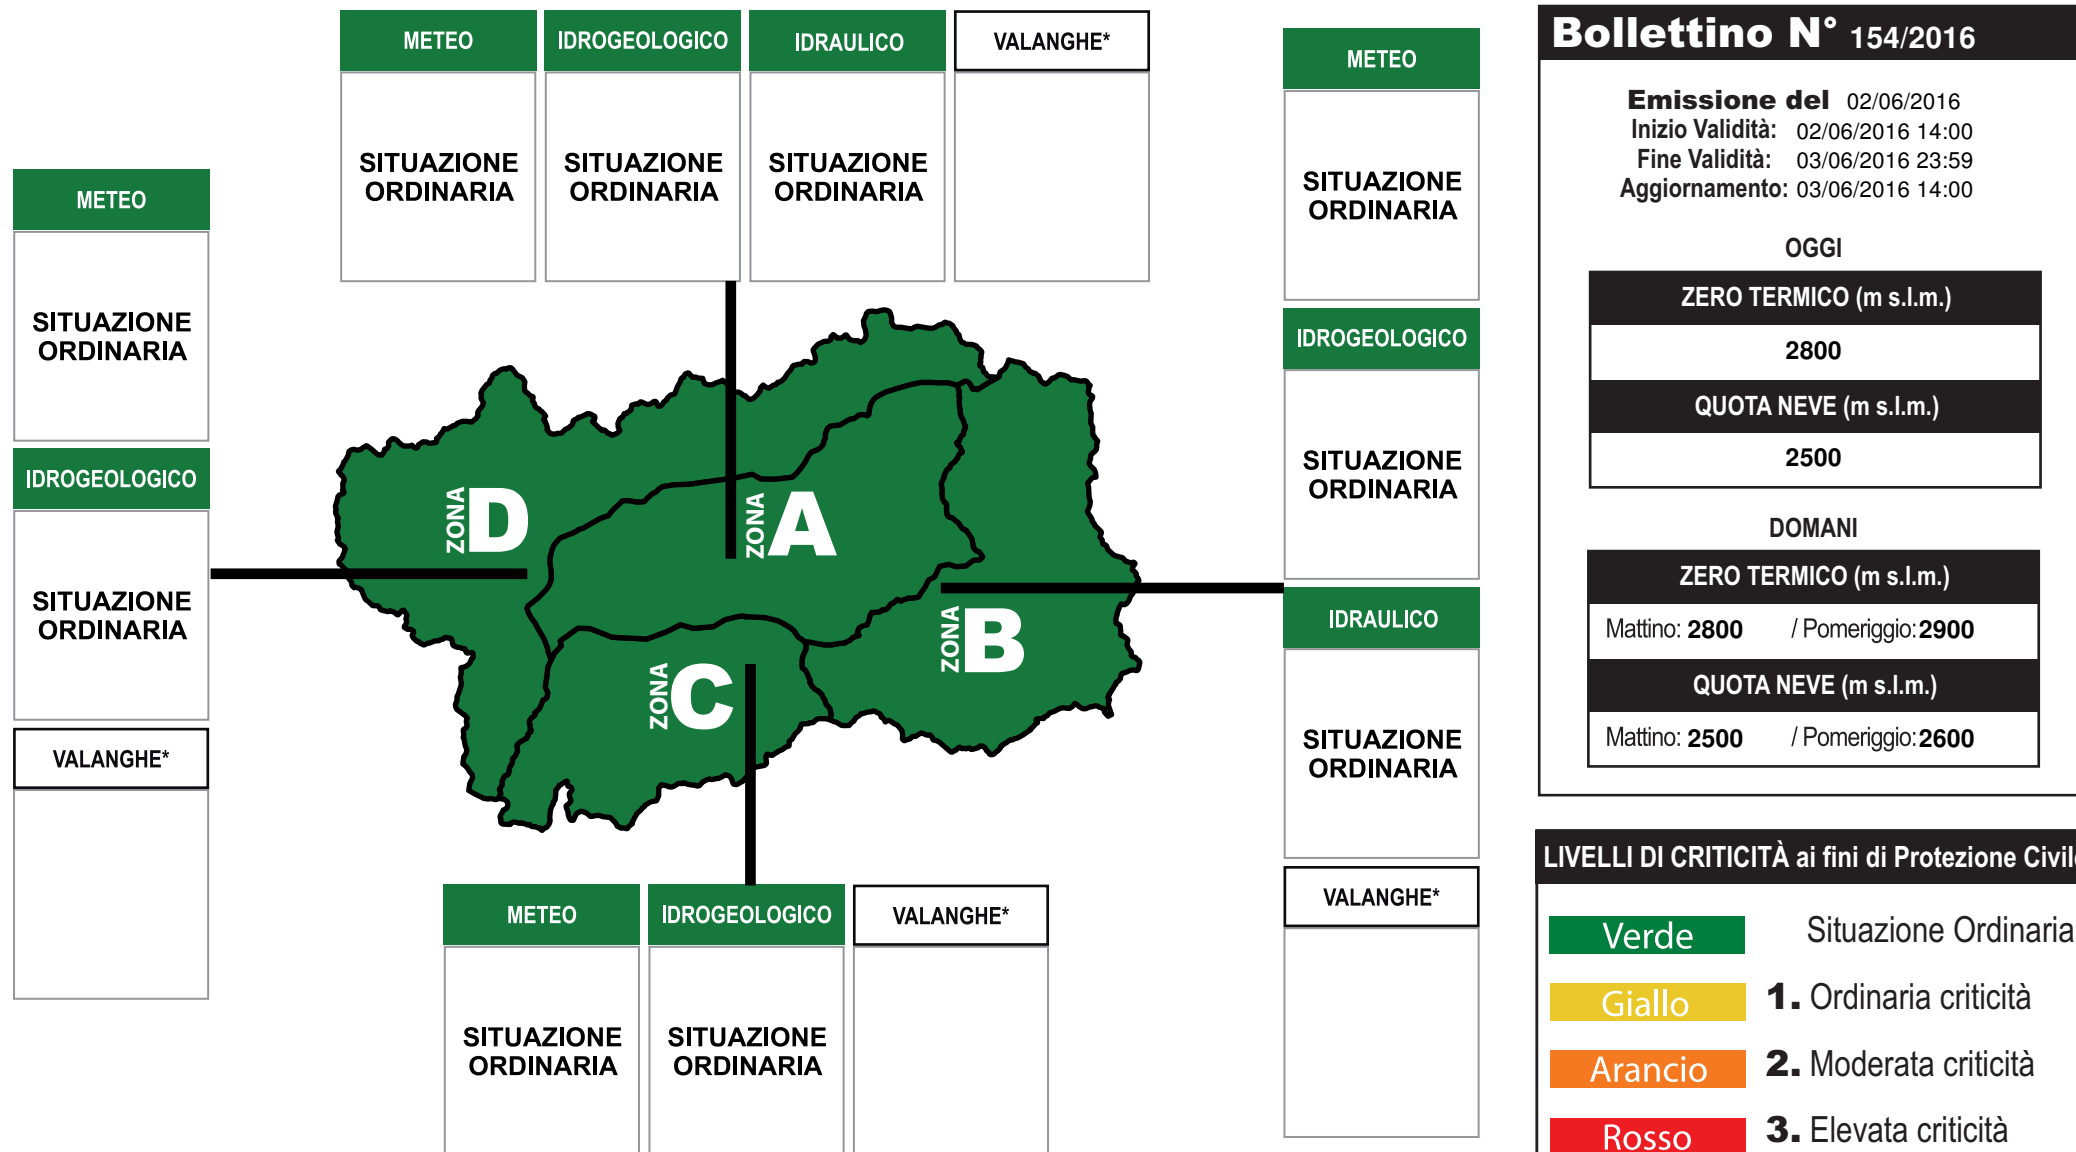 METEO
IDROGEOLOGICO
IDRAULICO
VALANGHE*
SITUAZIONE
ORDINARIA
SITUAZIONE
ORDINARIA
SITUAZIONE
ORDINARIA
METEO
SITUAZIONE
ORDINARIA
IDROGEOLOGICO
SITUAZIONE
ORDINARIA
VALANGHE*
ZONA D
ZONA A
ZONA B
ZONA C
METEO
SITUAZIONE
ORDINARIA
IDROGEOLOGICO
SITUAZIONE
ORDINARIA
IDRAULICO
SITUAZIONE
ORDINARIA
VALANGHE*
METEO
IDROGEOLOGICO
VALANGHE*
SITUAZIONE
ORDINARIA
SITUAZIONE
ORDINARIA
Bollettino N° 154/2016
Emissione del 02/06/2016
Inizio Validità: 02/06/2016 14:00
Fine Validità: 03/06/2016 23:59
Aggiornamento: 03/06/2016 14:00
OGGI
ZERO TERMICO (m s.l.m.)
2800
QUOTA NEVE (m s.l.m.)
2500
DOMANI
ZERO TERMICO (m s.l.m.)
Mattino: 2800 / Pomeriggio: 2900
QUOTA NEVE (m s.l.m.)
Mattino: 2500 / Pomeriggio: 2600
LIVELLI DI CRITICITÀ ai fini di Protezione Civile
Verde Situazione Ordinaria
Giallo 1. Ordinaria criticità
Arancio 2. Moderata criticità
Rosso 3. Elevata criticità